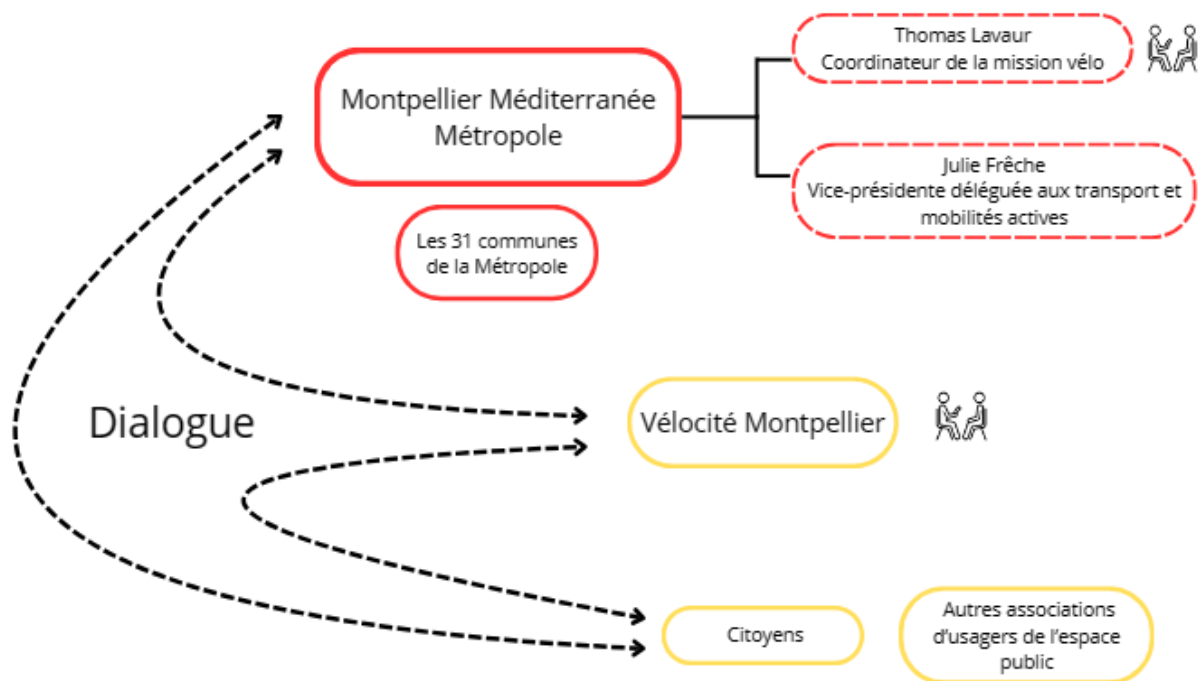 Thomas Lavaur
Coordinateur de la mission vélo
Montpellier Méditerranée
Métropole
Julie Frêche
Vice-présidente déléguée aux transport et
mobilités actives
Les 31 communes
de la Métropole
Dialogue
Vélocité Montpellier
Citoyens
Autres associations
d'usagers de l'espace
public